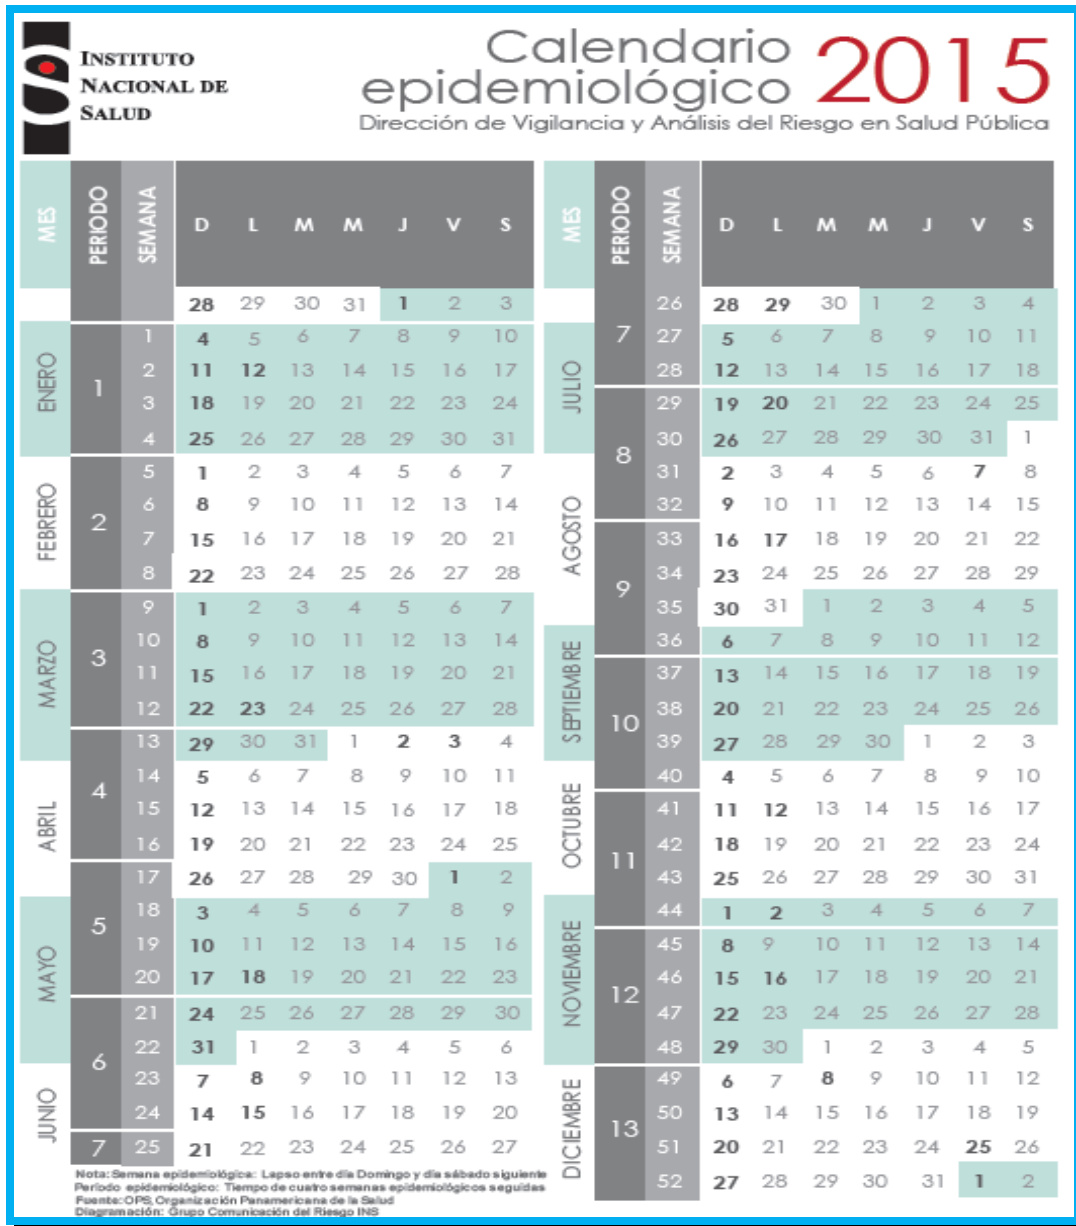 INSTITUTO
NACIONAL DE
SALUD
Calendario
epidemiológico 2015
Dirección de Vigilancia y Análisis del Riesgo en Salud Pública
MES PERIODO SEMANA D L M M J V S
28 29 30 31 1 2 3
ENERO
1
1 4 5 6 7 8 9 10
2 11 12 13 14 15 16 17
3 18 19 20 21 22 23 24
4 25 26 27 28 29 30 31
FEBRERO
2
5 1 2 3 4 5 6 7
6 8 9 10 11 12 13 14
7 15 16 17 18 19 20 21
8 22 23 24 25 26 27 28
MARZO
3
9 1 2 3 4 5 6 7
10 8 9 10 11 12 13 14
11 15 16 17 18 19 20 21
12 22 23 24 25 26 27 28
4
13 29 30 31 1 2 3 4
ABRIL
14 5 6 7 8 9 10 11
15 12 13 14 15 16 17 18
16 19 20 21 22 23 24 25
5
17 26 27 28 29 30 1 2
MAYO
18 3 4 5 6 7 8 9
19 10 11 12 13 14 15 16
20 17 18 19 20 21 22 23
6
21 24 25 26 27 28 29 30
22 31 1 2 3 4 5 6
JUNIO
23 7 8 9 10 11 12 13
24 14 15 16 17 18 19 20
7 25 21 22 23 24 25 26 27
MES PERIODO SEMANA D L M M J V S
7
26 28 29 30 1 2 3 4
JULIO
27 5 6 7 8 9 10 11
28 12 13 14 15 16 17 18
8
29 19 20 21 22 23 24 25
30 26 27 28 29 30 31 1
AGOSTO
31 2 3 4 5 6 7 8
32 9 10 11 12 13 14 15
9
33 16 17 18 19 20 21 22
34 23 24 25 26 27 28 29
35 30 31 1 2 3 4 5
SEPTIEMBRE
36 6 7 8 9 10 11 12
10
37 13 14 15 16 17 18 19
38 20 21 22 23 24 25 26
39 27 28 29 30 1 2 3
OCTUBRE
40 4 5 6 7 8 9 10
11
41 11 12 13 14 15 16 17
42 18 19 20 21 22 23 24
43 25 26 27 28 29 30 31
NOVIEMBRE
44 1 2 3 4 5 6 7
12
45 8 9 10 11 12 13 14
46 15 16 17 18 19 20 21
47 22 23 24 25 26 27 28
48 29 30 1 2 3 4 5
DICIEMBRE
13
49 6 7 8 9 10 11 12
50 13 14 15 16 17 18 19
51 20 21 22 23 24 25 26
52 27 28 29 30 31 1 2
Nota: Semana epidemiológica: Lapso entre día Domingo y día sábado siguiente
Período epidemiológico: Tiempo de cuatro semanas epidemiológicos seguidas
Fuente: OPS, Organización Panamericana de la Salud
Diagramación: Grupo Comunicación del Riesgo INS